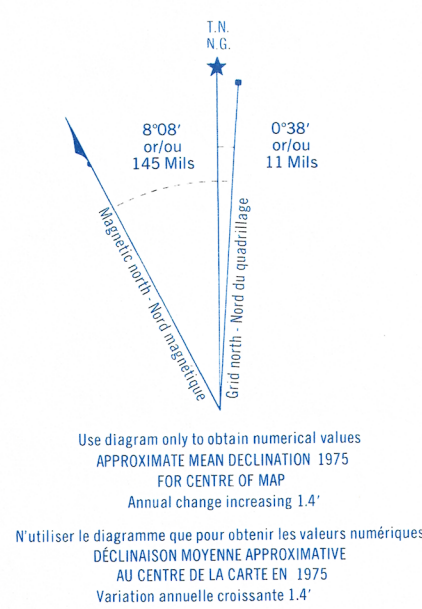 T.N.
N.G.
8°08′
or/ou
145 Mils
0°38′
or/ou
11 Mils
Magnetic north - Nord magnétique
Grid north - Nord du quadrillage
Use diagram only to obtain numerical values
APPROXIMATE MEAN DECLINATION 1975
FOR CENTRE OF MAP
Annual change increasing 1.4′
N'utiliser le diagramme que pour obtenir les valeurs numériques
DÉCLINAISON MOYENNE APPROXIMATIVE
AU CENTRE DE LA CARTE EN 1975
Variation annuelle croissante 1.4′